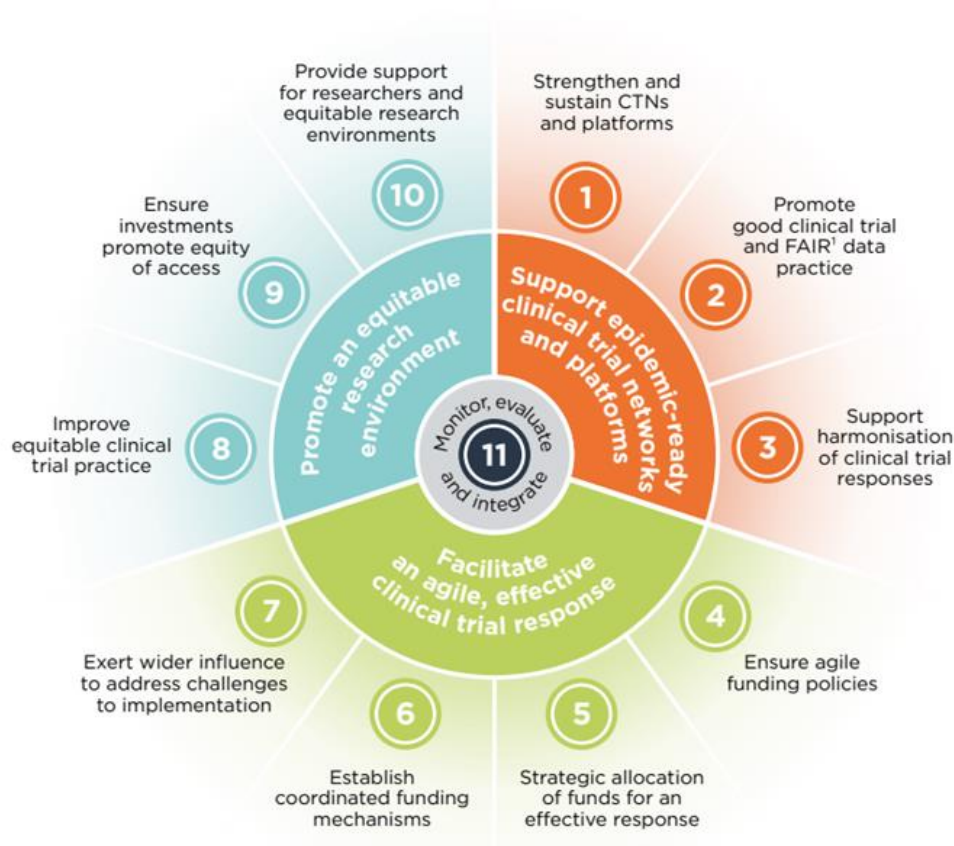 Provide support
for researchers and
equitable research
environments
10
Strengthen and
sustain CTNs
and platforms
1
Promote
good clinical trial
and FAIR¹ data
practice
2
Support
harmonisation
of clinical trial
responses
3
Ensure agile
funding policies
4
Strategic allocation
of funds for an
effective response
5
Establish
coordinated funding
mechanisms
6
Exert wider influence
to address challenges
to implementation
7
Improve
equitable clinical
trial practice
8
Ensure
investments
promote equity
of access
9
Promote an equitable
research
environment
Support epidemic-ready
clinical trial networks
and platforms
Facilitate
an agile, effective
clinical trial response
Monitor, evaluate
11
and integrate